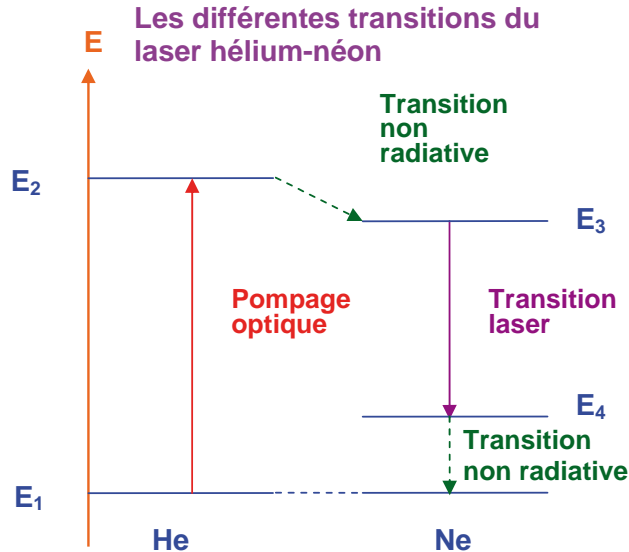 Les différentes transitions du
laser hélium-néon
E
Transition
non
radiative
E2
E3
Pompage
optique
Transition
laser
E4
Transition
non radiative
E1
He
Ne